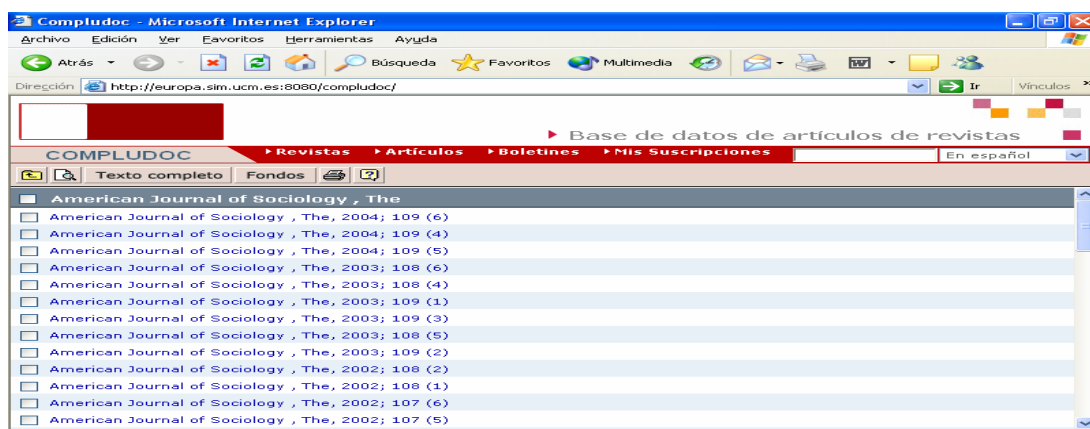 Compludoc - Microsoft Internet Explorer
Archivo Edición Ver Favoritos Herramientas Ayuda
Atrás Búsqueda Favoritos Multimedia
Dirección http://europa.sim.ucm.es:8080/compludoc/ Ir Vínculos
Base de datos de artículos de revistas
COMPLUDOC Revistas Artículos Boletines Mis Suscripciones En español
Texto completo Fondos
American Journal of Sociology , The
American Journal of Sociology , The, 2004; 109 (6)
American Journal of Sociology , The, 2004; 109 (4)
American Journal of Sociology , The, 2004; 109 (5)
American Journal of Sociology , The, 2003; 108 (6)
American Journal of Sociology , The, 2003; 108 (4)
American Journal of Sociology , The, 2003; 109 (1)
American Journal of Sociology , The, 2003; 109 (3)
American Journal of Sociology , The, 2003; 108 (5)
American Journal of Sociology , The, 2003; 109 (2)
American Journal of Sociology , The, 2002; 108 (2)
American Journal of Sociology , The, 2002; 108 (1)
American Journal of Sociology , The, 2002; 107 (6)
American Journal of Sociology , The, 2002; 107 (5)